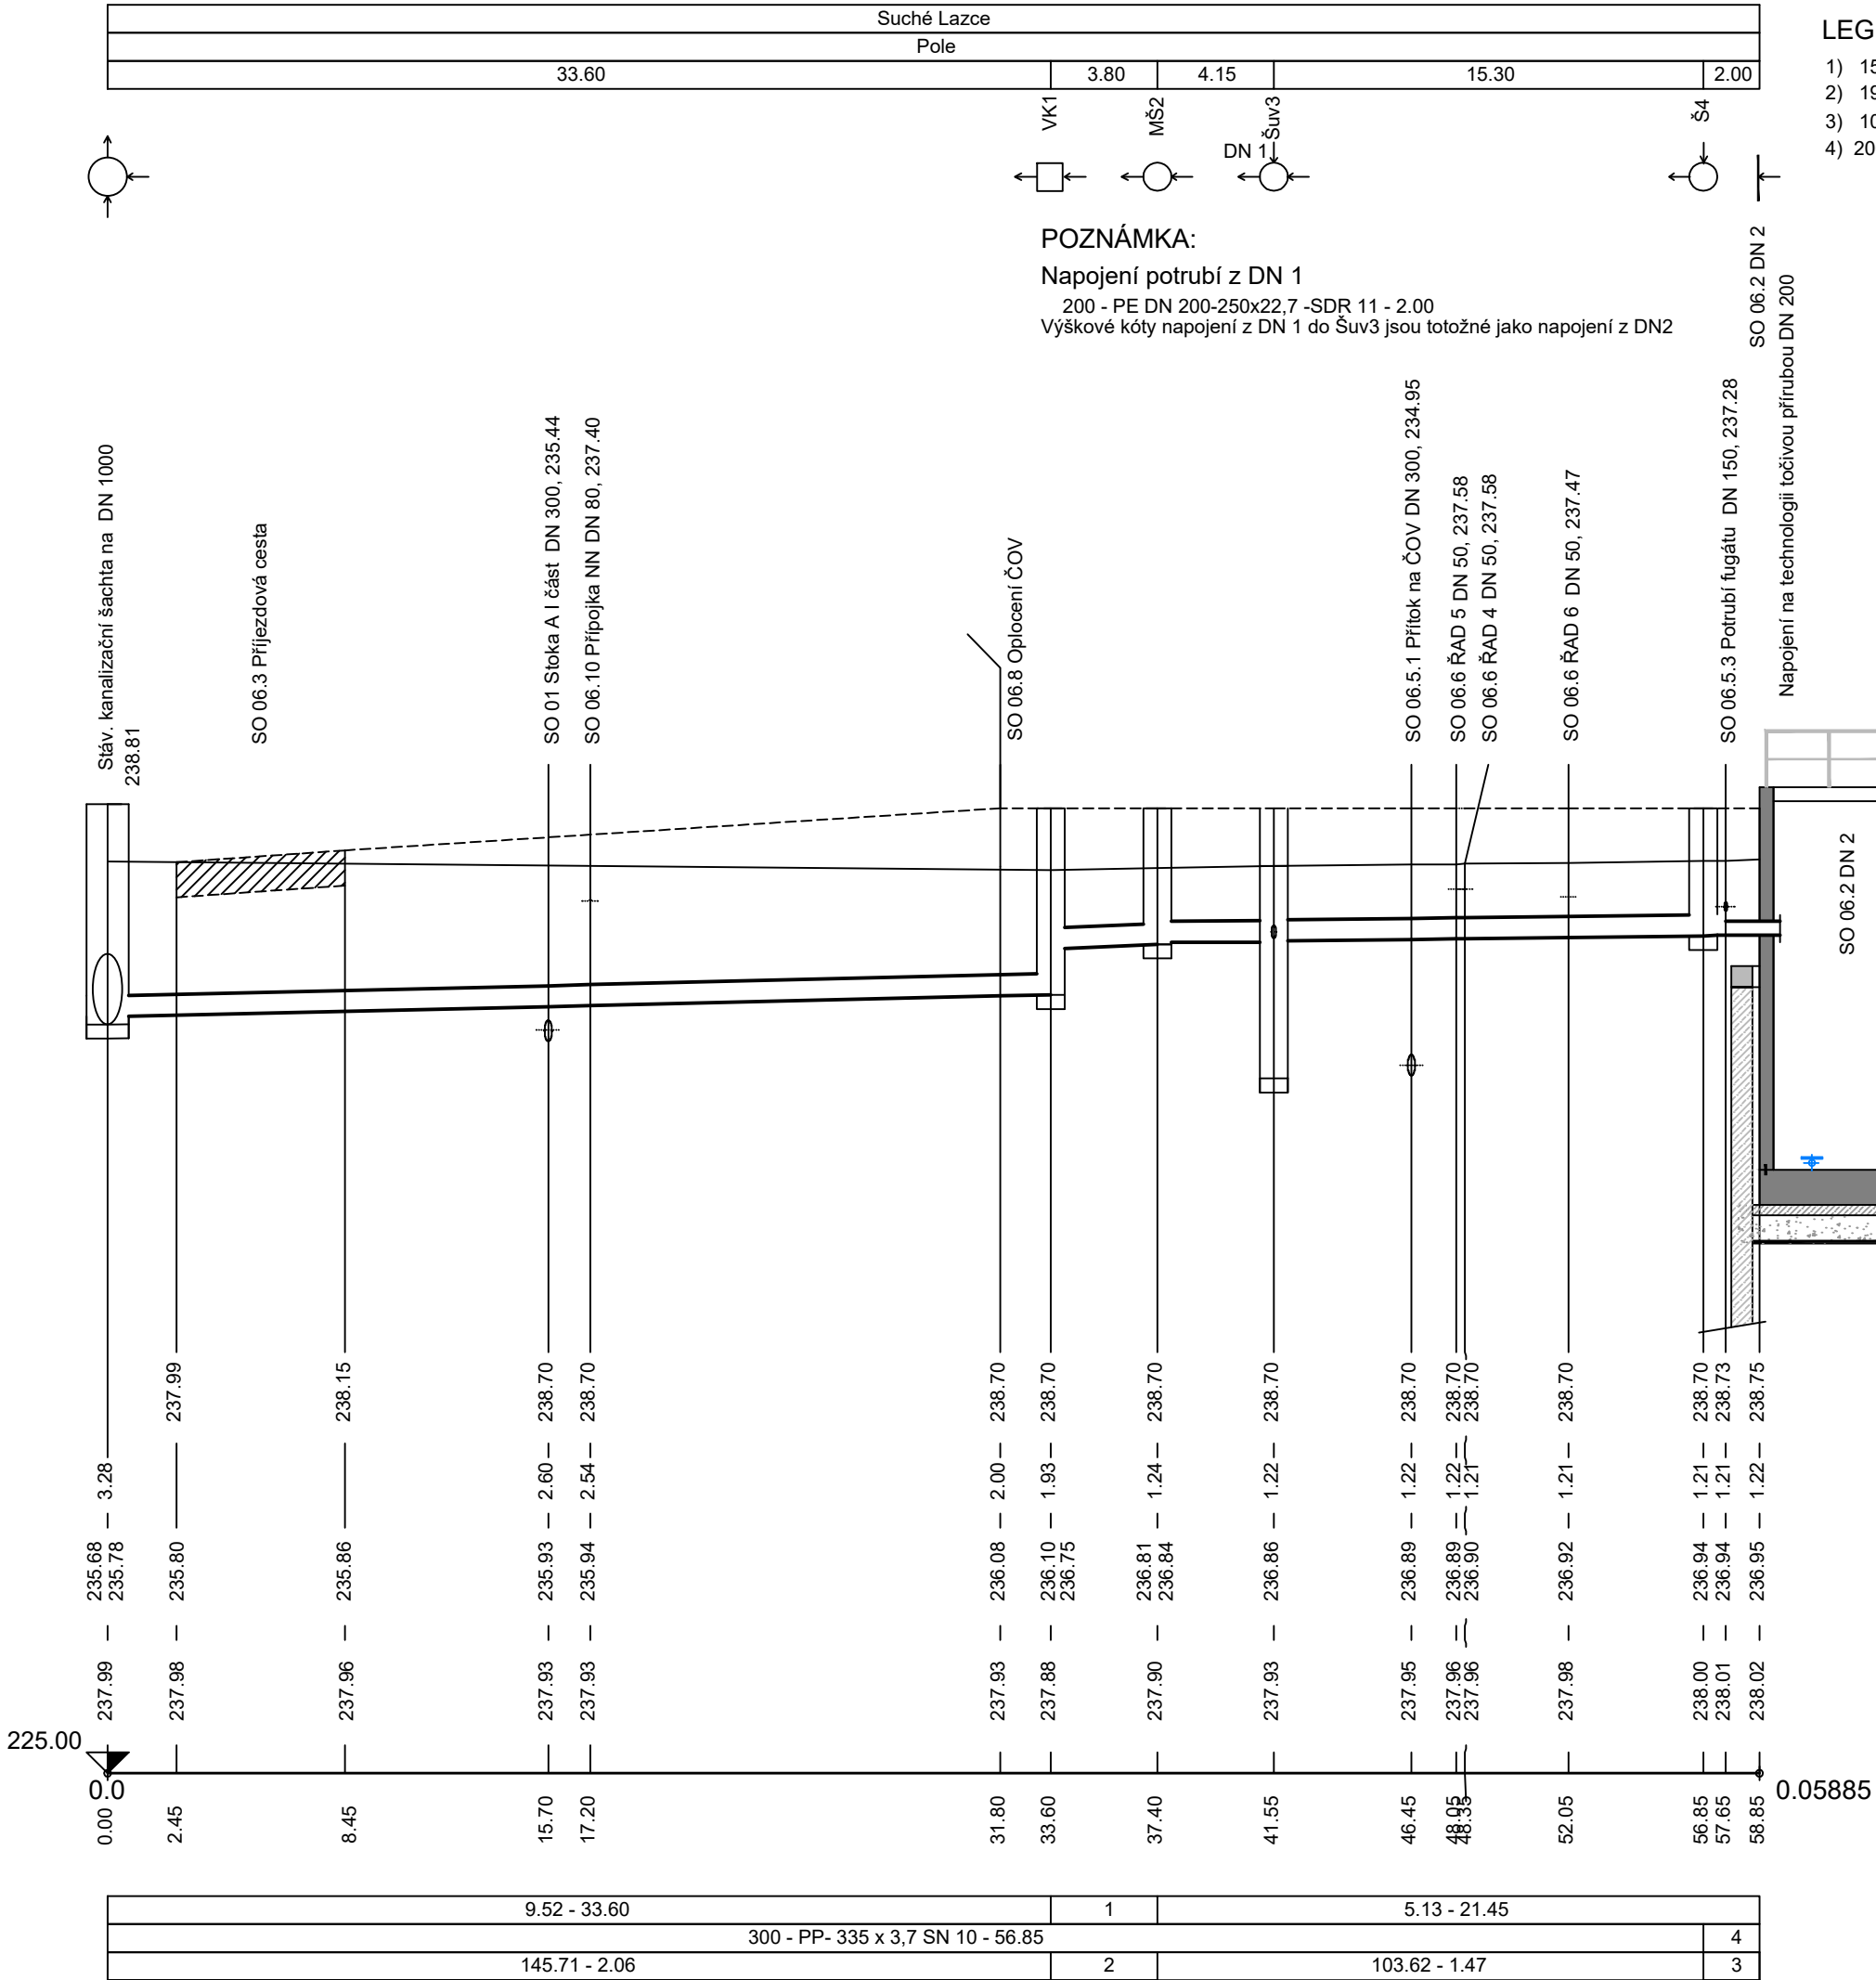 Suché Lazce
Pole
33.60 3.80 4.15 15.30 2.00
LEG
1) 15
2) 19
3) 10
4) 20
VK1
MŠ2
Šuv3
DN 1
Š4
POZNÁMKA:
Napojení potrubí z DN 1
200 - PE DN 200-250x22,7 -SDR 11 - 2.00
Výškové kóty napojení z DN 1 do Šuv3 jsou totožné jako napojení z DN2
Stáv. kanalizační šachta na DN 1000
238.81
SO 06.3 Příjezdová cesta
SO 01 Stoka A I část DN 300, 235.44
SO 06.10 Přípojka NN DN 80, 237.40
SO 06.8 Oplocení ČOV
SO 06.5.1 Přítok na ČOV DN 300, 234.95
SO 06.6 ŘAD 5 DN 50, 237.58
SO 06.6 ŘAD 4 DN 50, 237.58
SO 06.6 ŘAD 6 DN 50, 237.47
SO 06.5.3 Potrubí fugátu DN 150, 237.28
SO 06.2 DN 2
Napojení na technologii točivou přírubou DN 200
SO 06.2 DN 2
237.99 238.15 238.70 238.70 238.70 238.70 238.70 238.70 238.70 238.70 238.70 238.70 238.70 238.73 238.75
3.28 2.60 2.54 2.00 1.93 1.24 1.22 1.22 1.22 1.21 1.21 1.21 1.21 1.22
235.68 235.78 235.80 235.86 235.93 235.94 236.08 236.10 236.75 236.81 236.84 236.86 236.89 236.89 236.90 236.92 236.94 236.94 236.95
237.99 237.98 237.96 237.93 237.93 237.93 237.88 237.90 237.93 237.95 237.96 237.96 237.98 238.00 238.01 238.02
225.00
0.0
0.05885
0.00 2.45 8.45 15.70 17.20 31.80 33.60 37.40 41.55 46.45 48.05 48.35 52.05 56.85 57.65 58.85
9.52 - 33.60 1 5.13 - 21.45
300 - PP- 335 x 3,7 SN 10 - 56.85 4
145.71 - 2.06 2 103.62 - 1.47 3